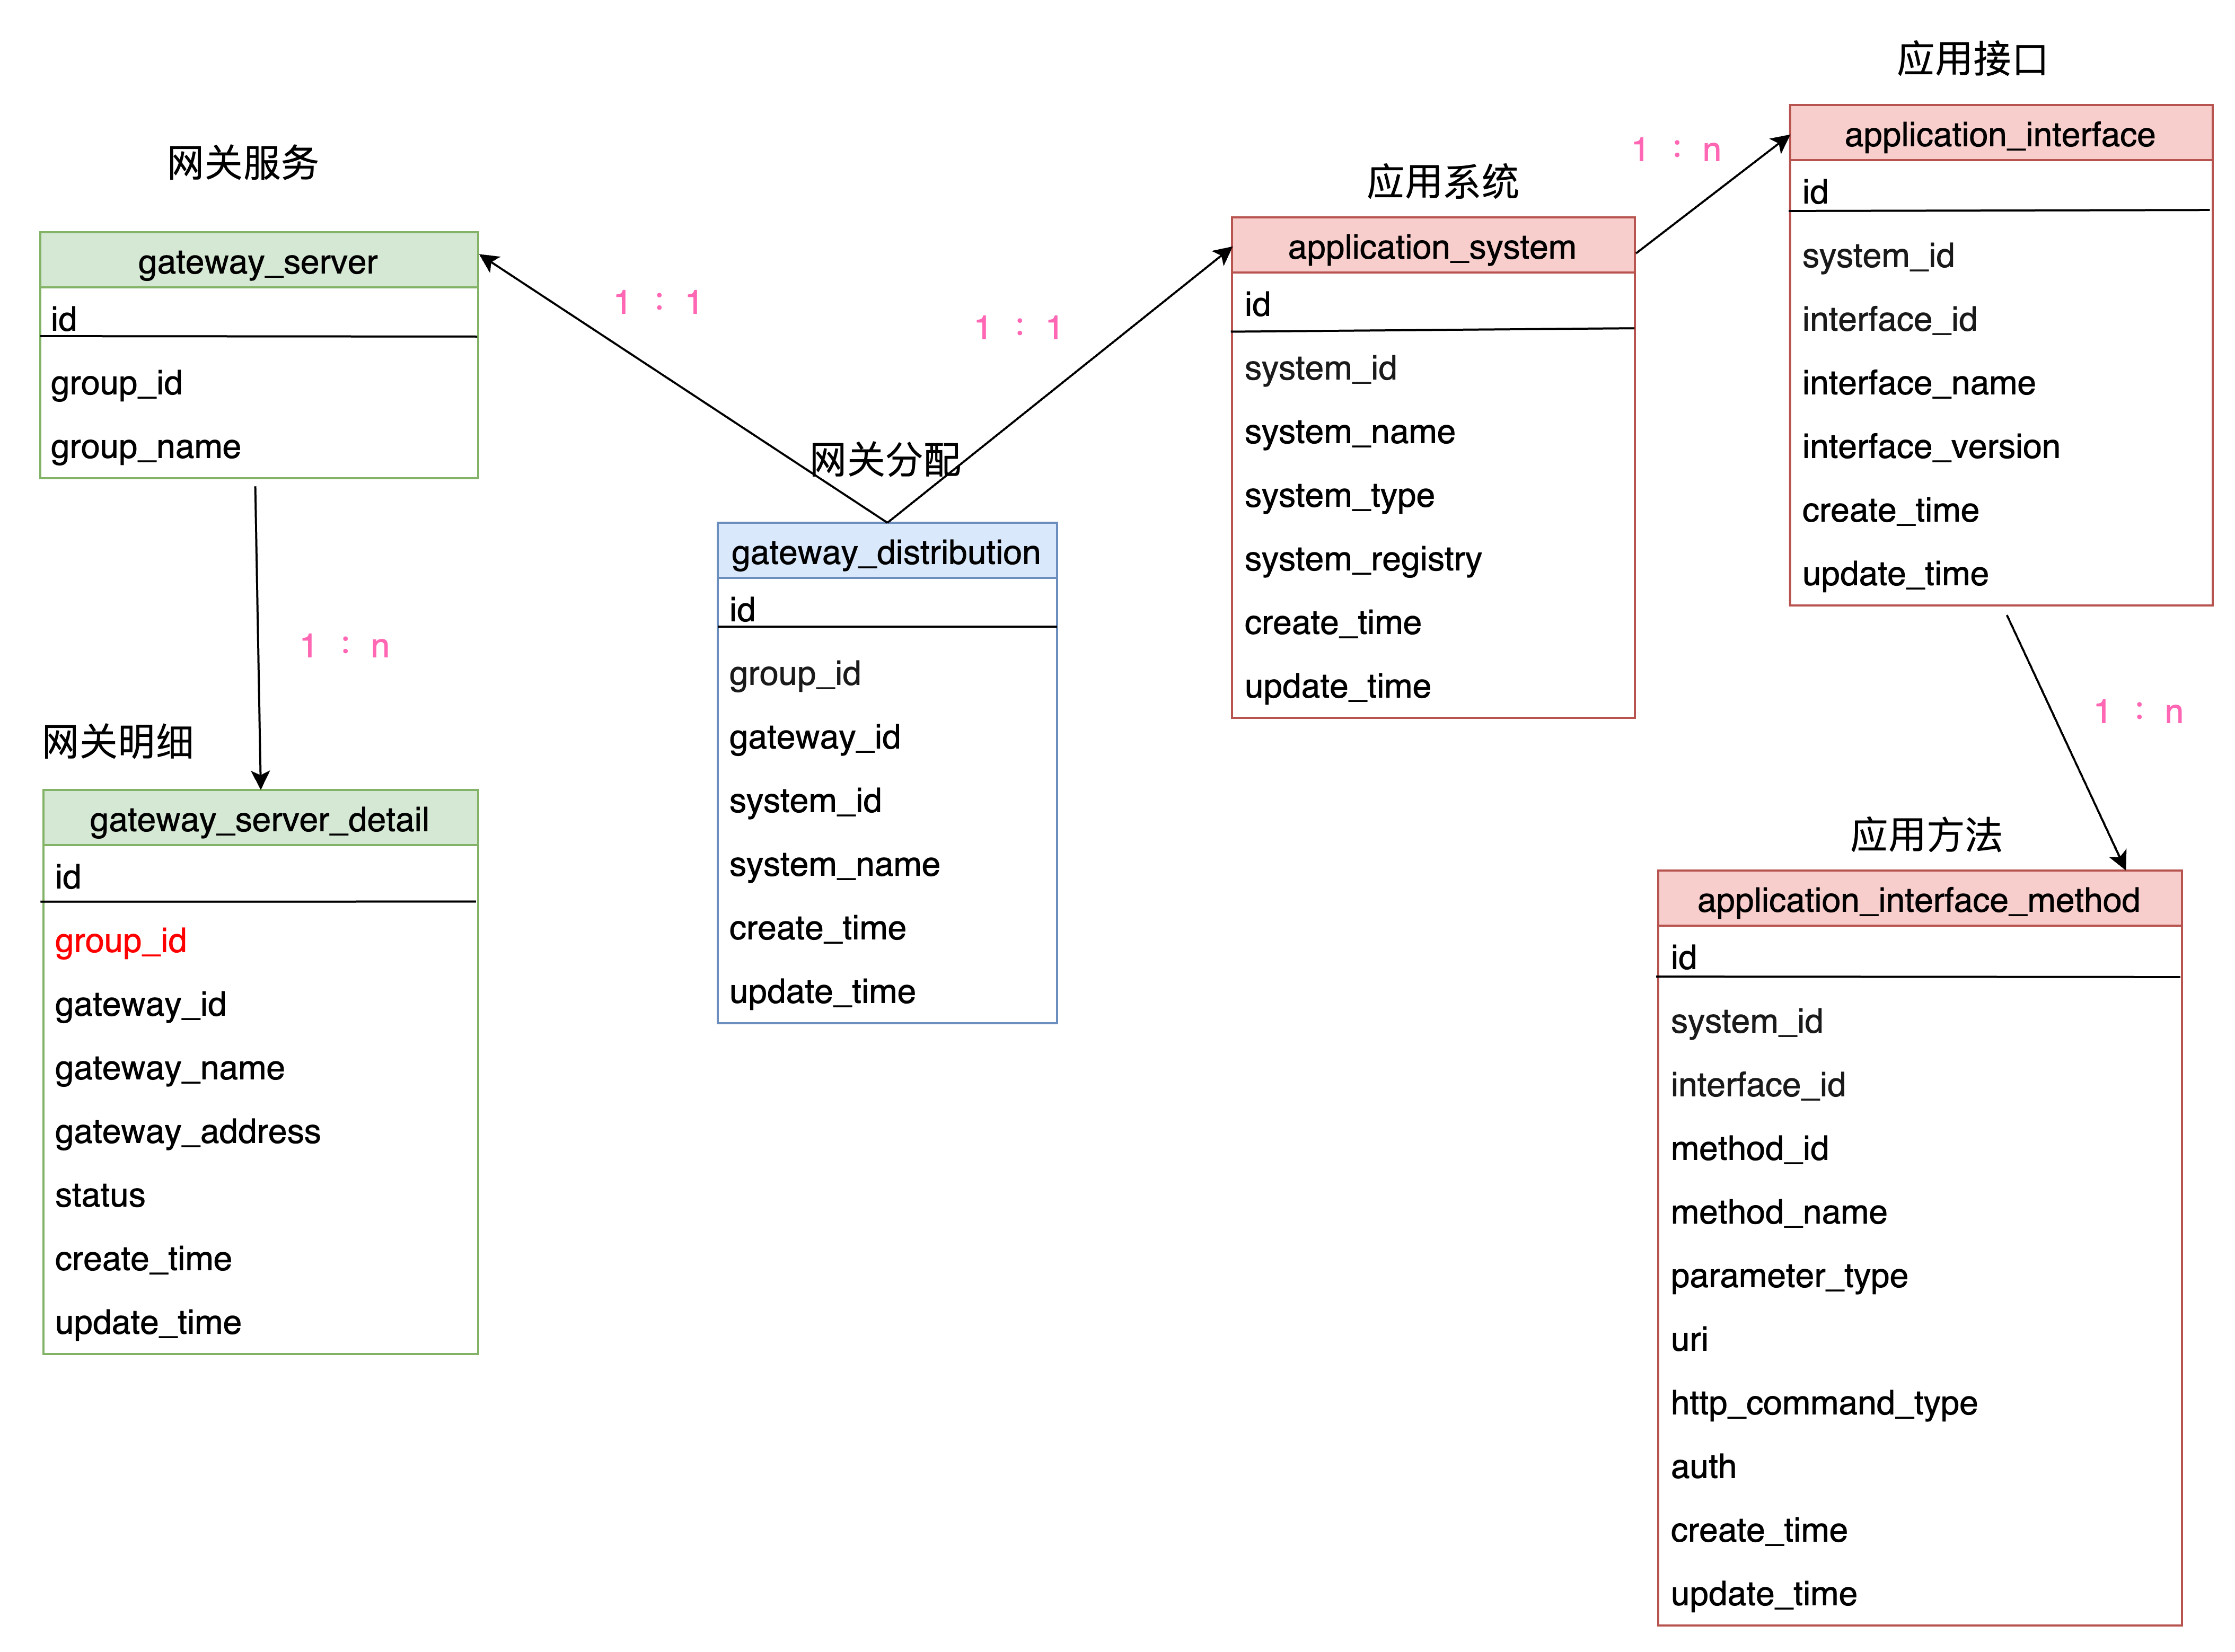 网关服务
gateway_server
id
group_id
group_name
1 : n
网关明细
gateway_server_detail
id
group_id
gateway_id
gateway_name
gateway_address
status
create_time
update_time
1 : 1
1 : 1
网关分配
gateway_distribution
id
group_id
gateway_id
system_id
system_name
create_time
update_time
应用系统
application_system
id
system_id
system_name
system_type
system_registry
create_time
update_time
1 : n
应用接口
application_interface
id
system_id
interface_id
interface_name
interface_version
create_time
update_time
1 : n
应用方法
application_interface_method
id
system_id
interface_id
method_id
method_name
parameter_type
uri
http_command_type
auth
create_time
update_time